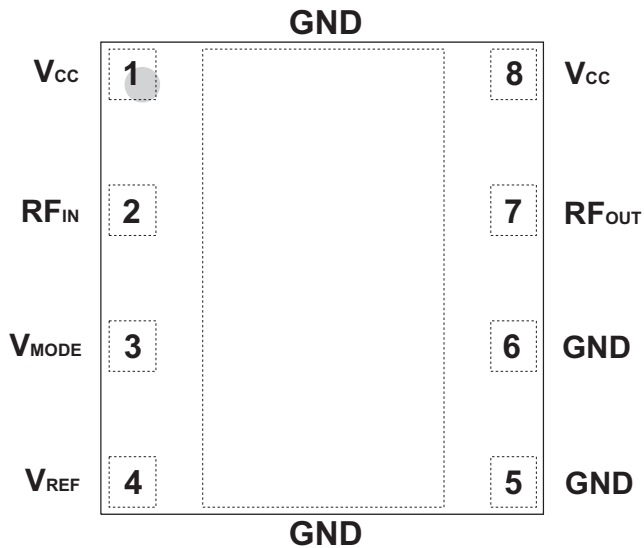 GND
VCC 1 8 VCC
RFIN 2 7 RFOUT
VMODE 3 6 GND
VREF 4 5 GND
GND